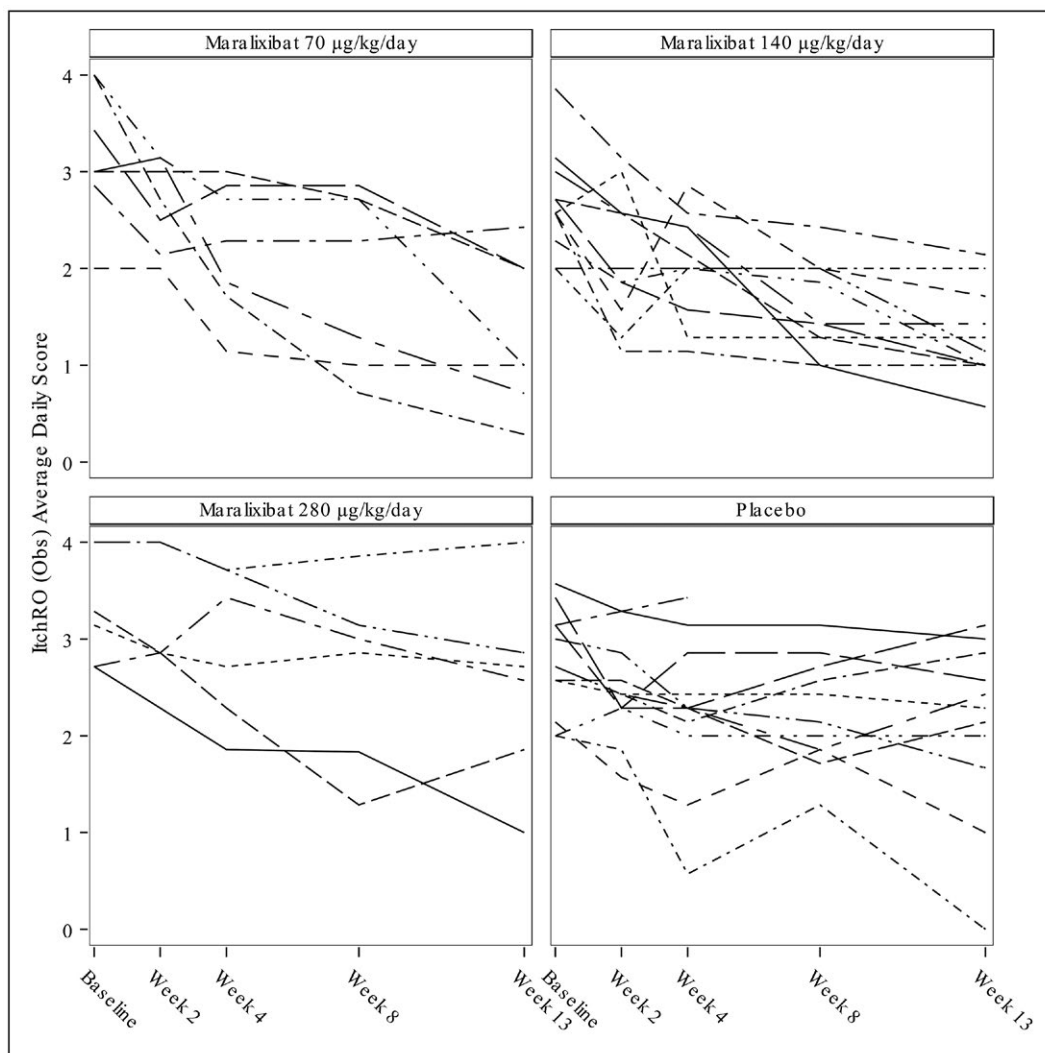 Maralixibat 70 µg/kg/day
Maralixibat 140 µg/kg/day
4
3
2
1
0
ItchRO (Obs) Average Daily Score
Maralixibat 280 µg/kg/day
Placebo
4
3
2
1
0
Baseline
Week 2
Week 4
Week 8
Week 13
Baseline
Week 2
Week 4
Week 8
Week 13